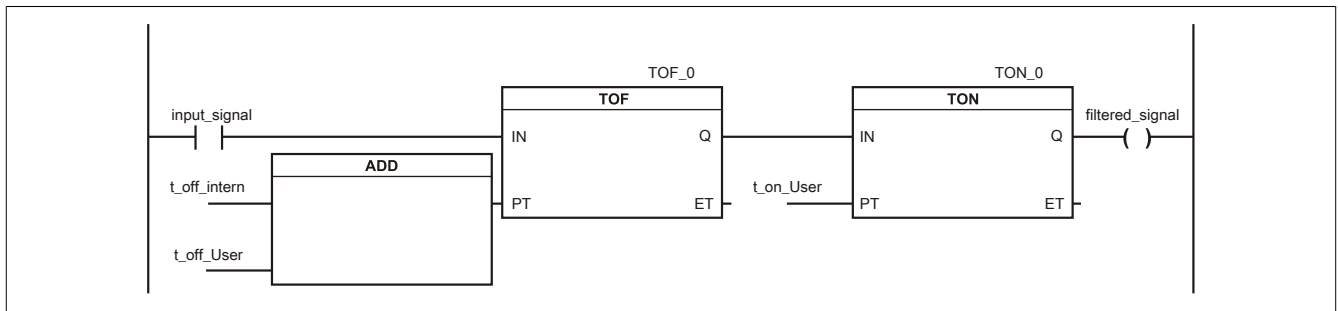 TOF_0
TON_0
TOF
TON
input_signal
filtered_signal
IN
Q
IN
Q
ADD
t_off_intern
t_on_User
PT
ET
PT
ET
t_off_User